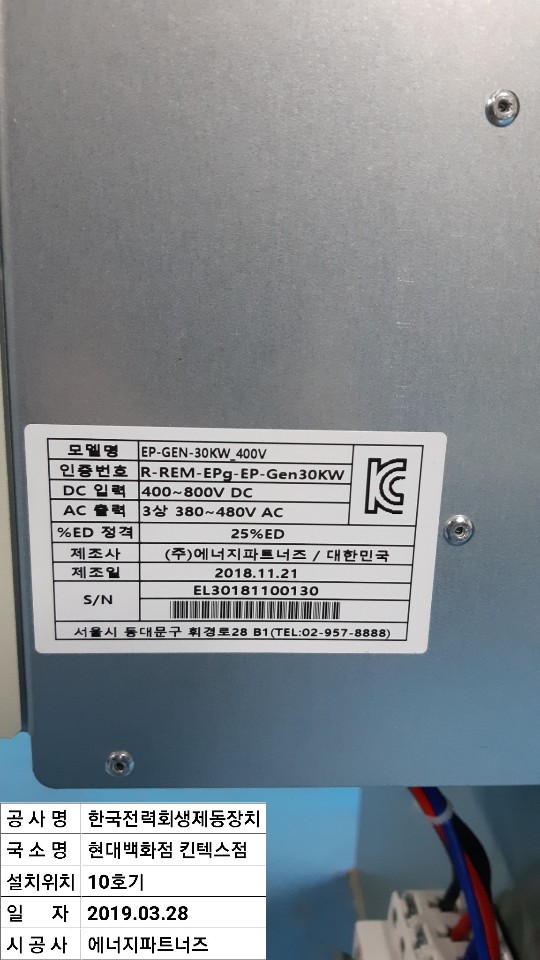 모델명 EP-GEN-30KW_400V
인증번호 R-REM-EPg-EP-Gen30KW
DC 입력 400~800V DC
AC 출력 3상 380~480V AC
%ED 정격 25%ED
제조사 (주)에너지파트너즈 / 대한민국
제조일 2018.11.21
S/N EL30181100130
서울시 동대문구 휘경로28 B1(TEL:02-957-8888)
공 사 명 한국전력회생제동장치
국 소 명 현대백화점 킨텍스점
설치위치 10호기
일 자 2019.03.28
시 공 사 에너지파트너즈